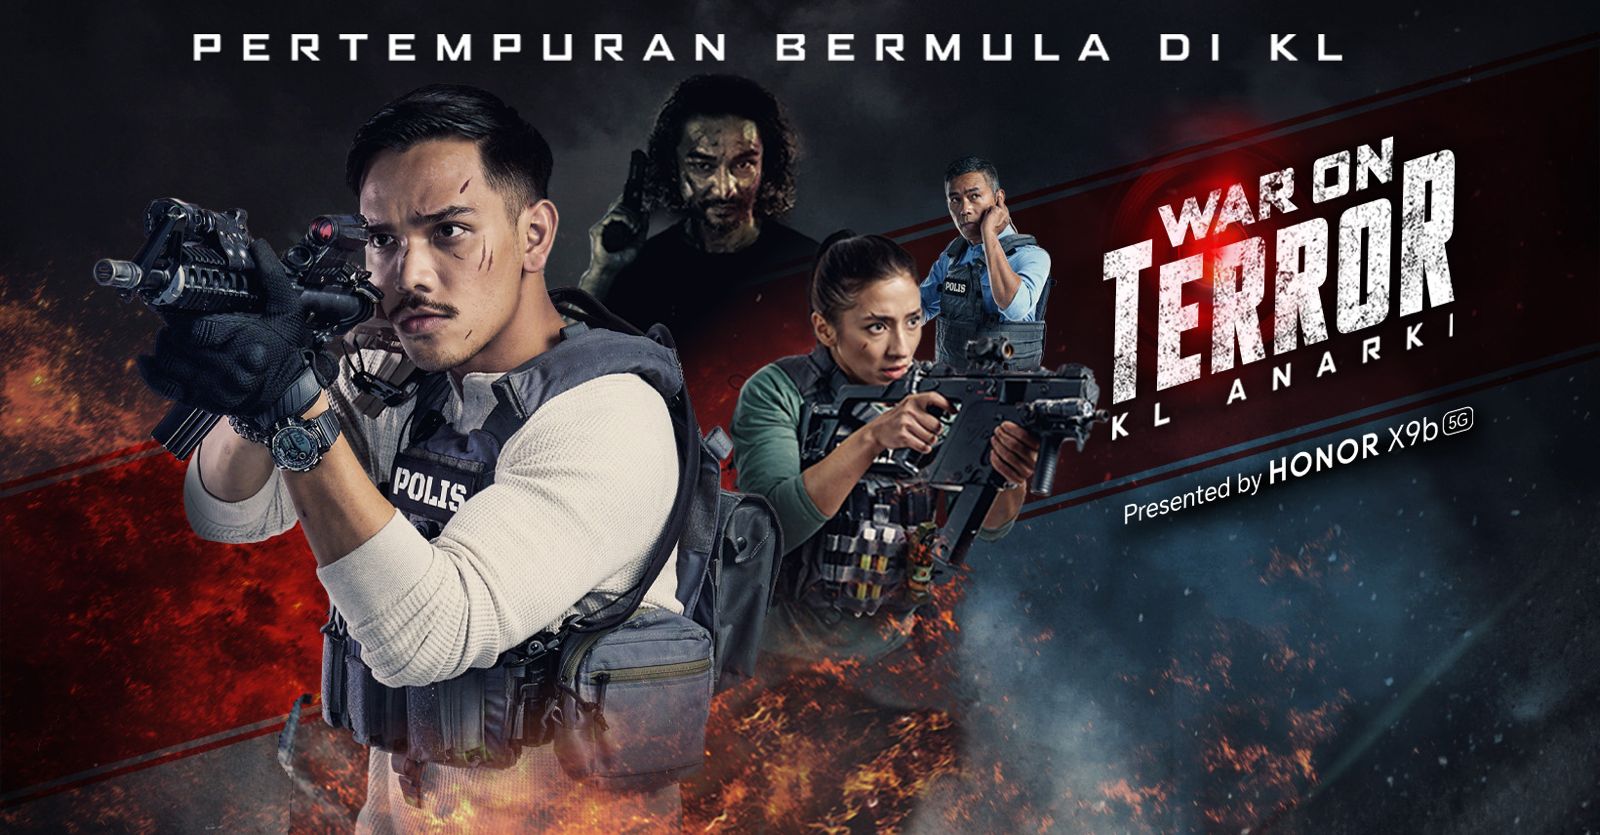 PERTEMPURAN BERMULA DI KL
POLIS
POLIS
WAR ON
TERROR
KL ANARKI
Presented by HONOR X9b 5G